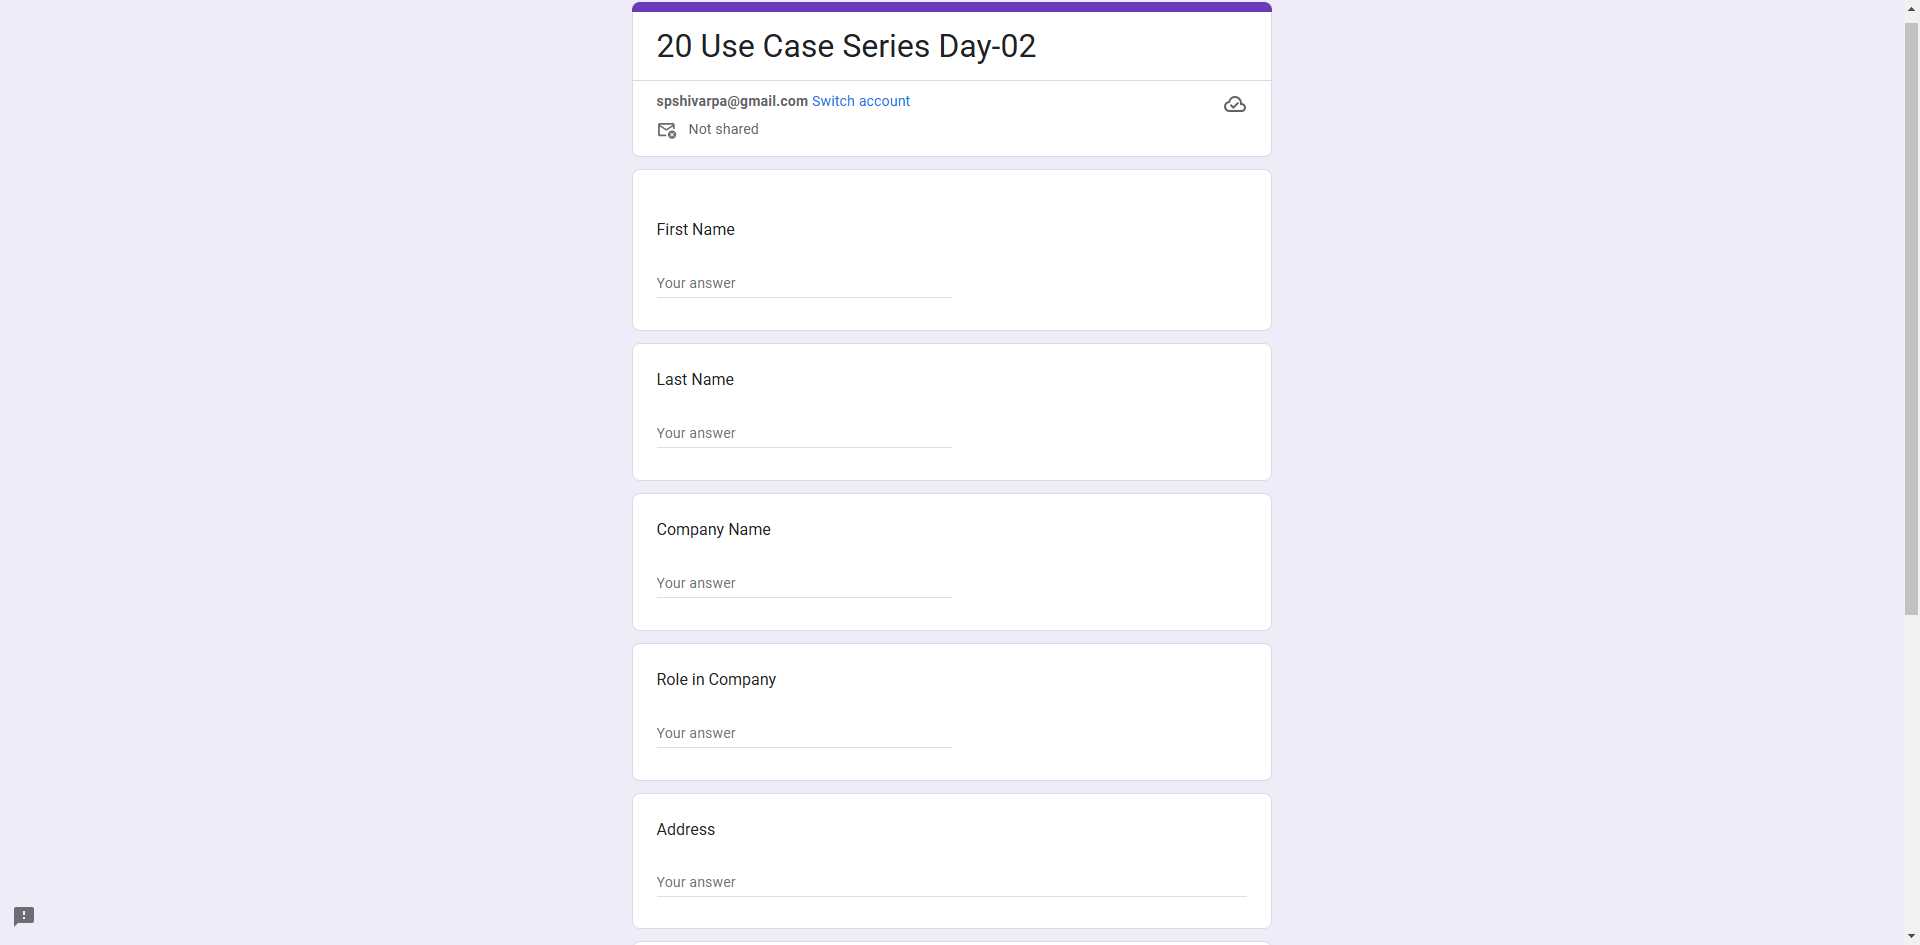 20 Use Case Series Day-02
spshivarpa@gmail.com Switch account
Not shared
First Name
Your answer
Last Name
Your answer
Company Name
Your answer
Role in Company
Your answer
Address
Your answer